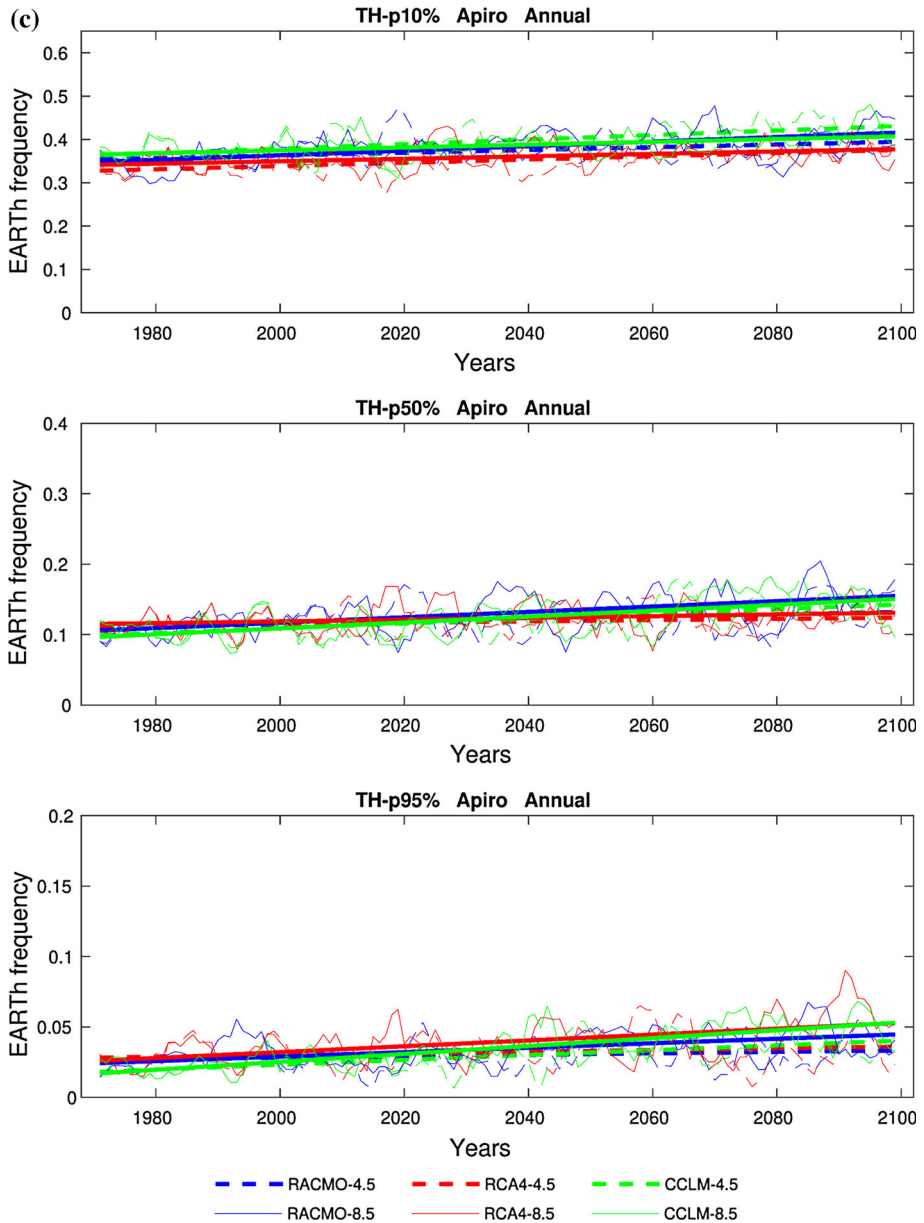 (c)
TH-p10% Apiro Annual
EARTh frequency
0.6
0.5
0.4
0.3
0.2
0.1
0
1980 2000 2020 2040 2060 2080 2100
Years
TH-p50% Apiro Annual
EARTh frequency
0.4
0.3
0.2
0.1
0
1980 2000 2020 2040 2060 2080 2100
Years
TH-p95% Apiro Annual
EARTh frequency
0.2
0.15
0.1
0.05
0
1980 2000 2020 2040 2060 2080 2100
Years
RACMO-4.5 RCA4-4.5 CCLM-4.5
RACMO-8.5 RCA4-8.5 CCLM-8.5